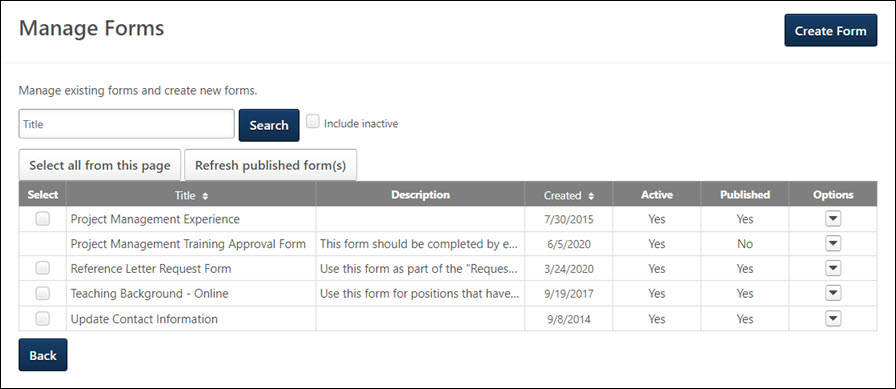 Manage Forms
Create Form
Manage existing forms and create new forms.
Title
Search
Include inactive
Select all from this page
Refresh published form(s)
Select Title Description Created Active Published Options
Project Management Experience 7/30/2015 Yes Yes
Project Management Training Approval Form This form should be completed by e... 6/5/2020 Yes No
Reference Letter Request Form Use this form as part of the "Reques... 3/24/2020 Yes Yes
Teaching Background - Online Use this form for positions that have... 9/19/2017 Yes Yes
Update Contact Information 9/8/2014 Yes Yes
Back